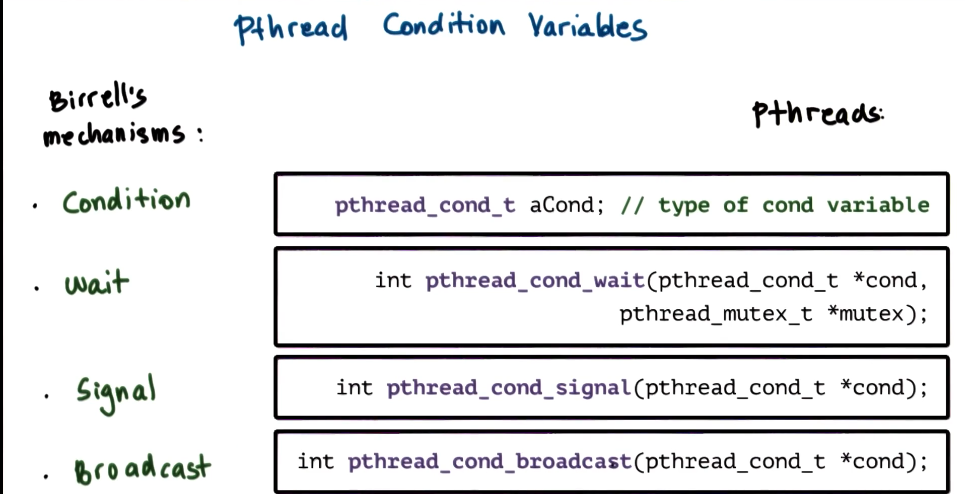 Pthread Condition Variables
Birrell's
mechanisms :
Pthreads:
• Condition
pthread_cond_t aCond; // type of cond variable
• Wait
int pthread_cond_wait(pthread_cond_t *cond,
pthread_mutex_t *mutex);
• Signal
int pthread_cond_signal(pthread_cond_t *cond);
• Broadcast
int pthread_cond_broadcast(pthread_cond_t *cond);